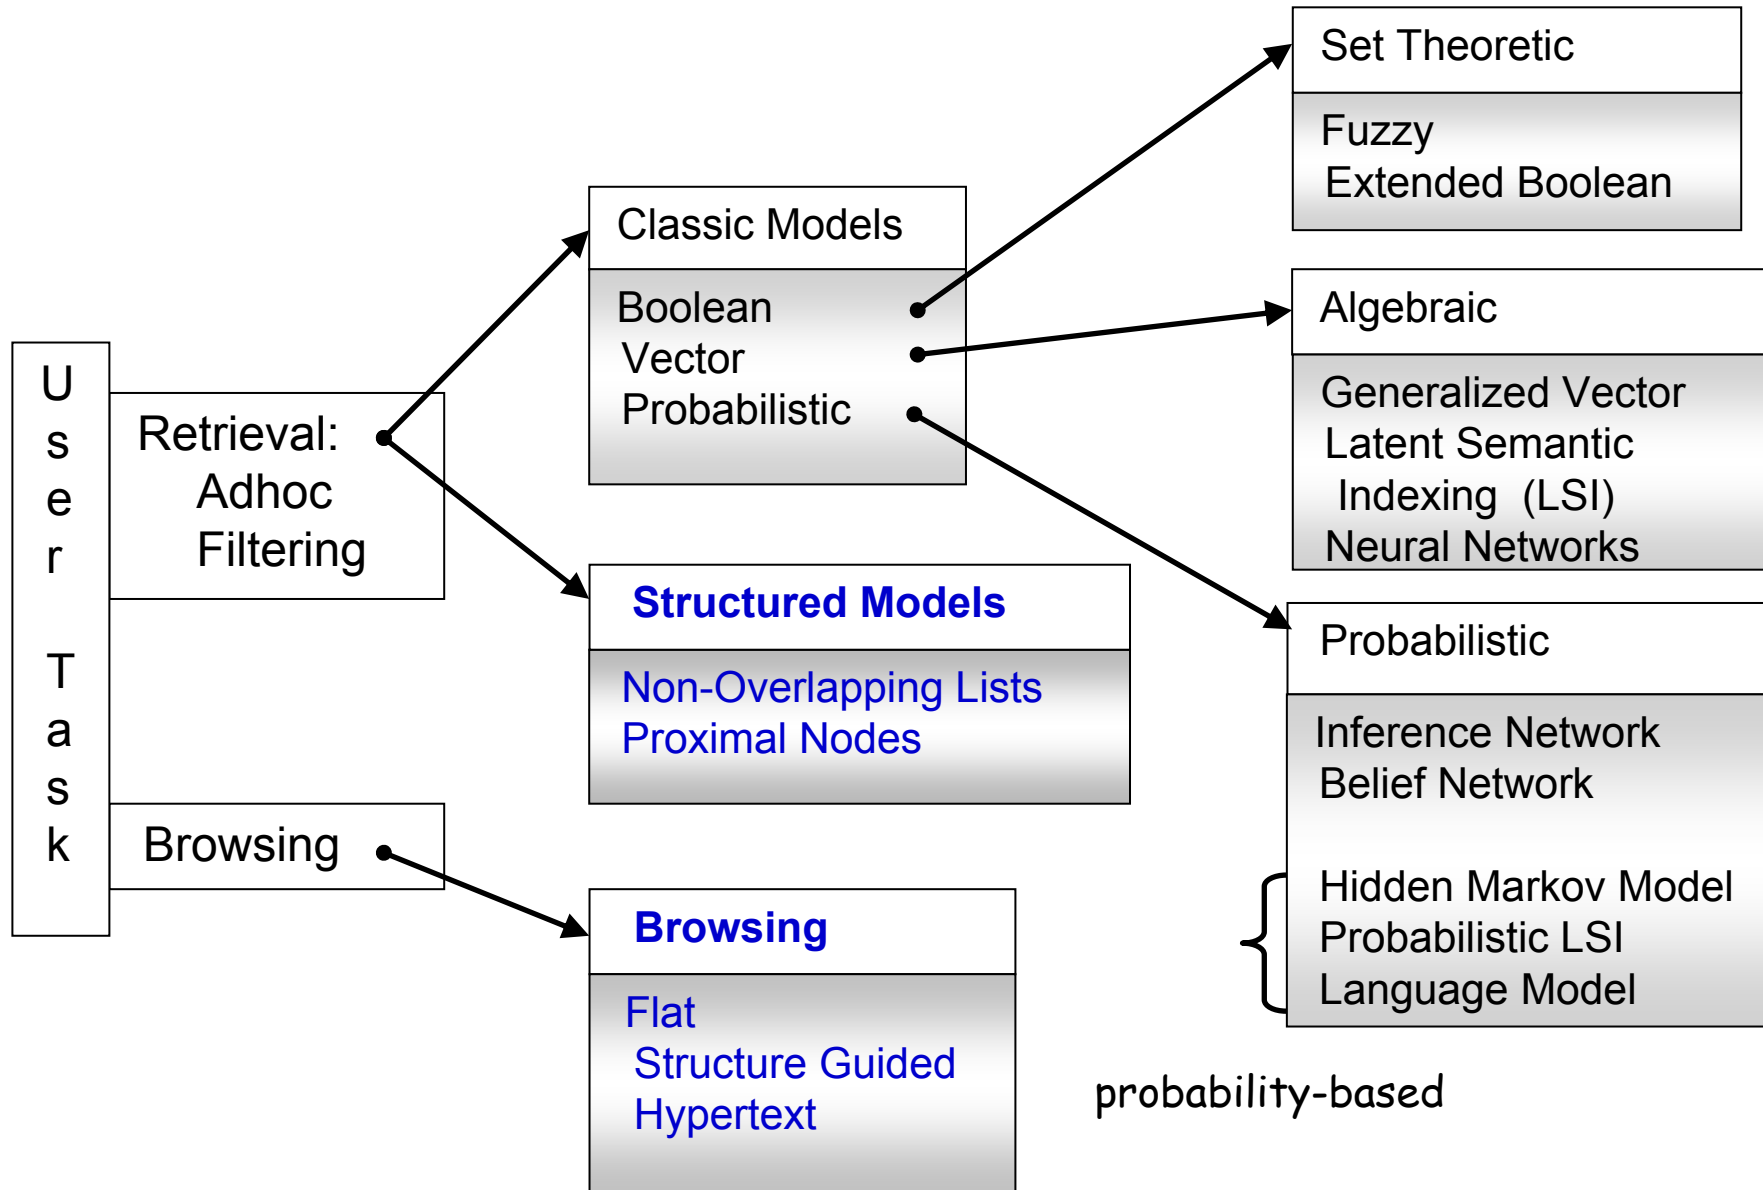 User Task
Retrieval:
Adhoc
Filtering
Browsing
Classic Models
Boolean
Vector
Probabilistic
Structured Models
Non-Overlapping Lists
Proximal Nodes
Browsing
Flat
Structure Guided
Hypertext
Set Theoretic
Fuzzy
Extended Boolean
Algebraic
Generalized Vector
Latent Semantic
Indexing (LSI)
Neural Networks
Probabilistic
Inference Network
Belief Network
Hidden Markov Model
Probabilistic LSI
Language Model
probability-based